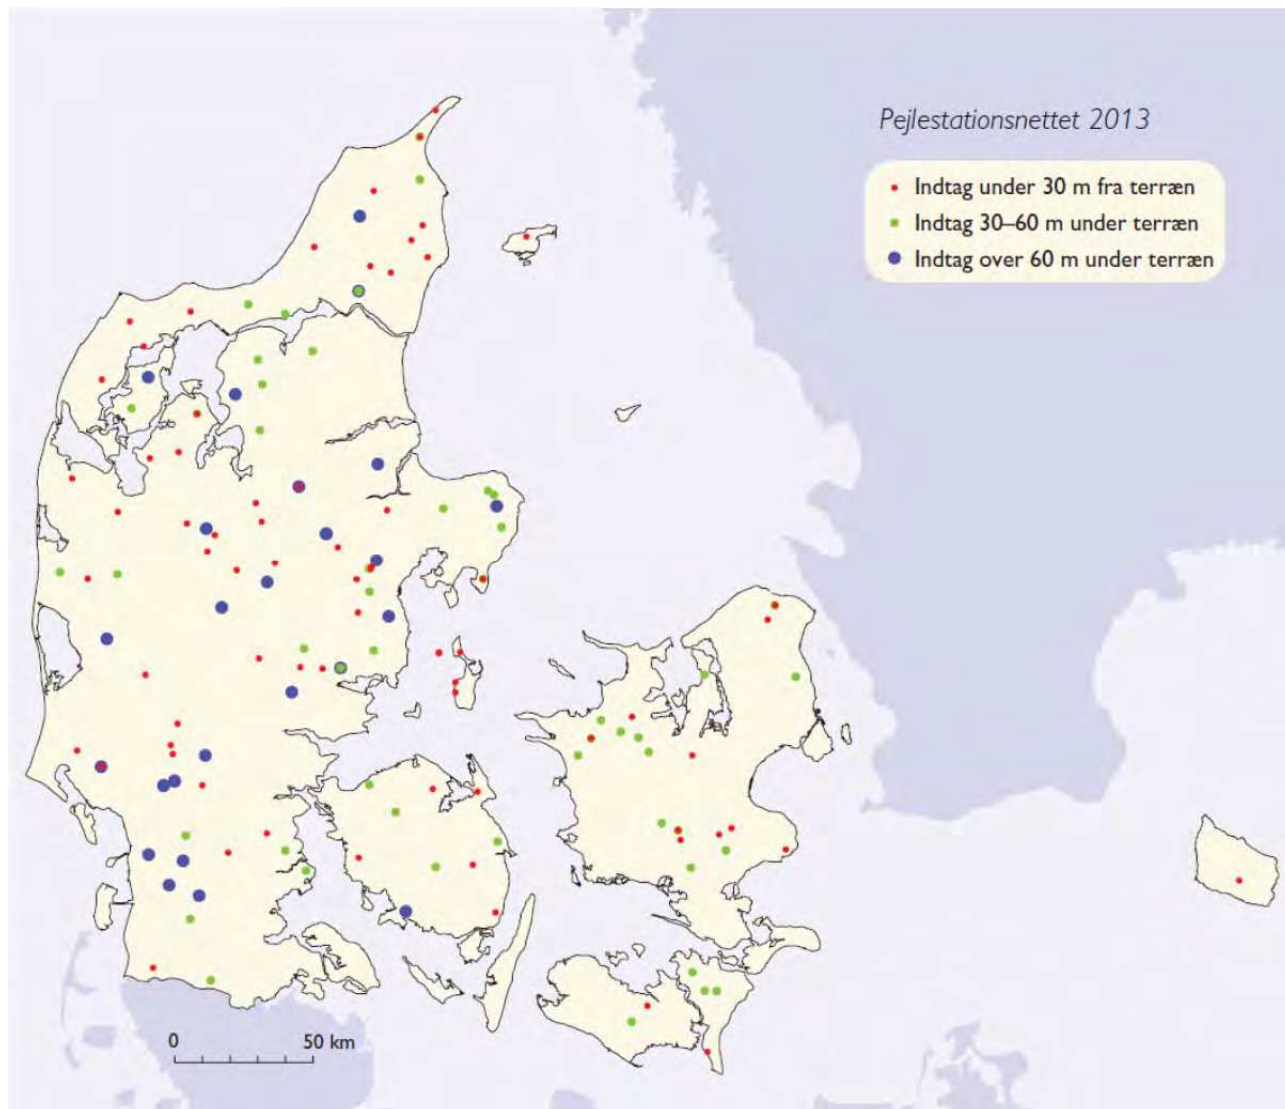 Pejlestationsnettet 2013
Indtag under 30 m fra terræn
Indtag 30–60 m under terræn
Indtag over 60 m under terræn
0 50 km